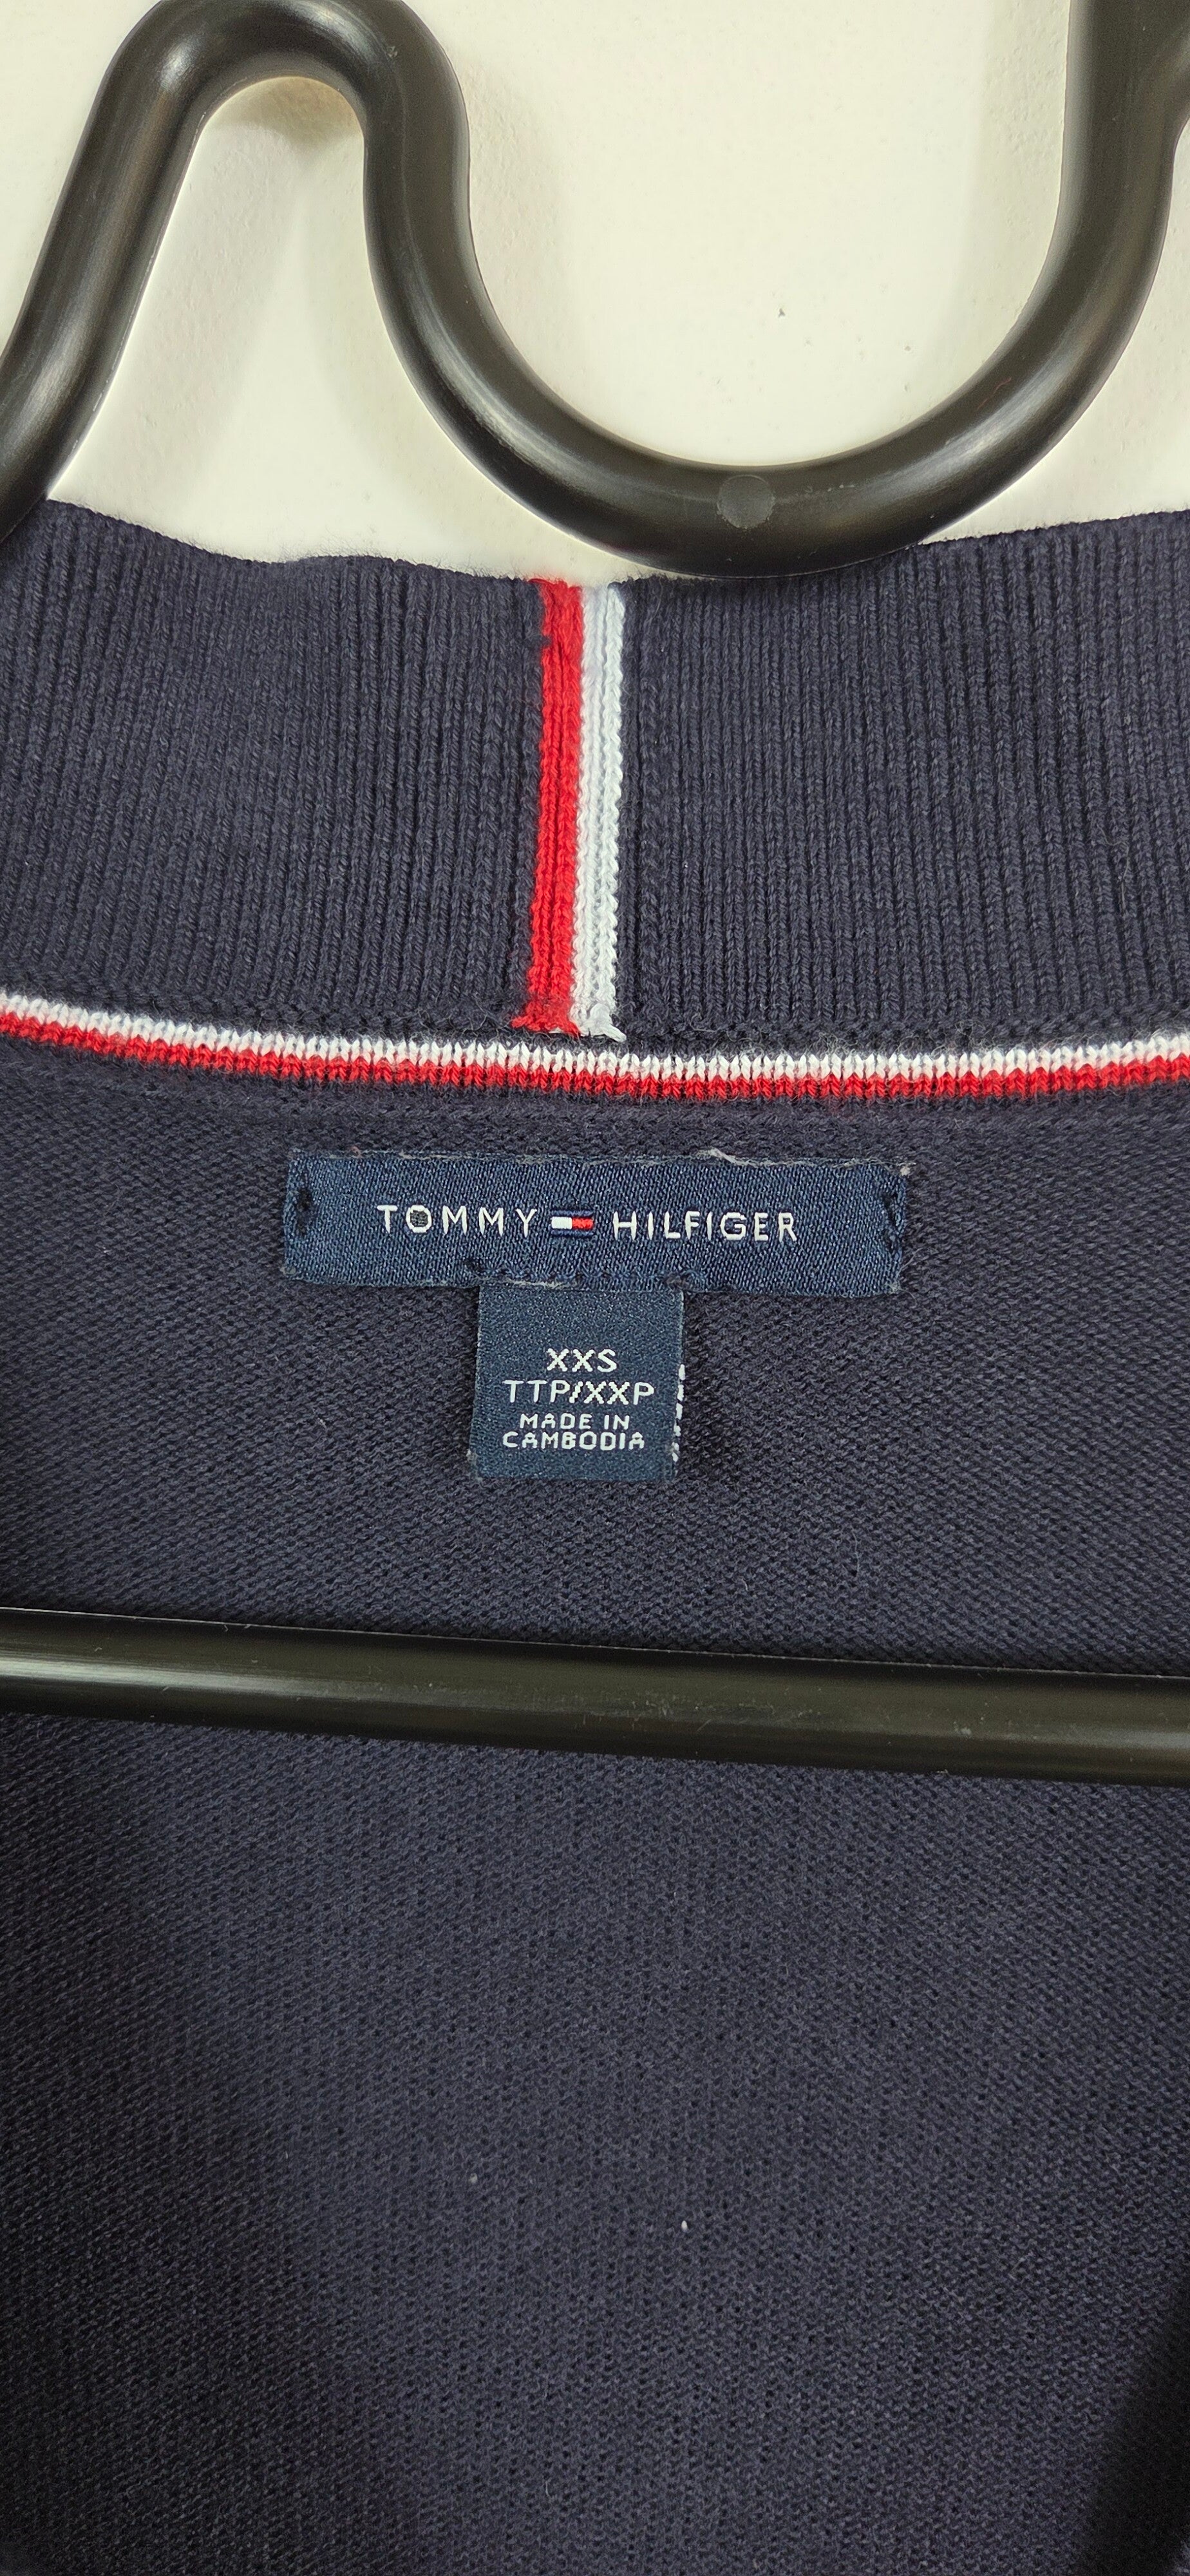 TOMMY HILFIGER
XXS
TTP/XXP
MADE IN
CAMBODIA